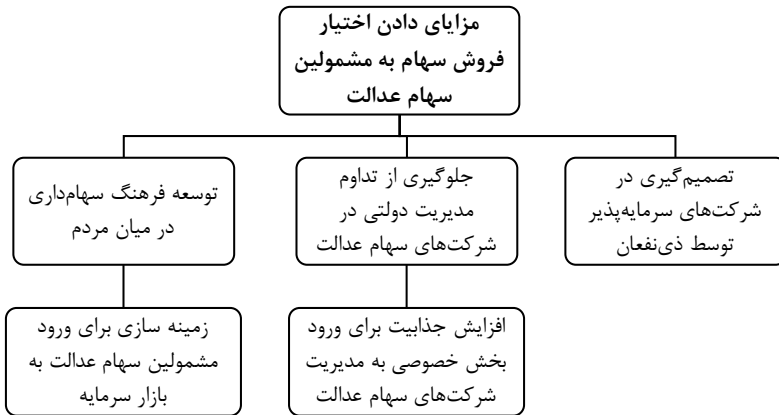 مزایای دادن اختیار
فروش سهام به مشمولین
سهام عدالت
تصمیم‌گیری در
شرکت‌های سرمایه‌پذیر
توسط ذی‌نفعان
جلوگیری از تداوم
مدیریت دولتی در
شرکت‌های سهام عدالت
توسعه فرهنگ سهام‌داری
در میان مردم
افزایش جذابیت برای ورود
بخش خصوصی به مدیریت
شرکت‌های سهام عدالت
زمینه سازی برای ورود
مشمولین سهام عدالت به
بازار سرمایه